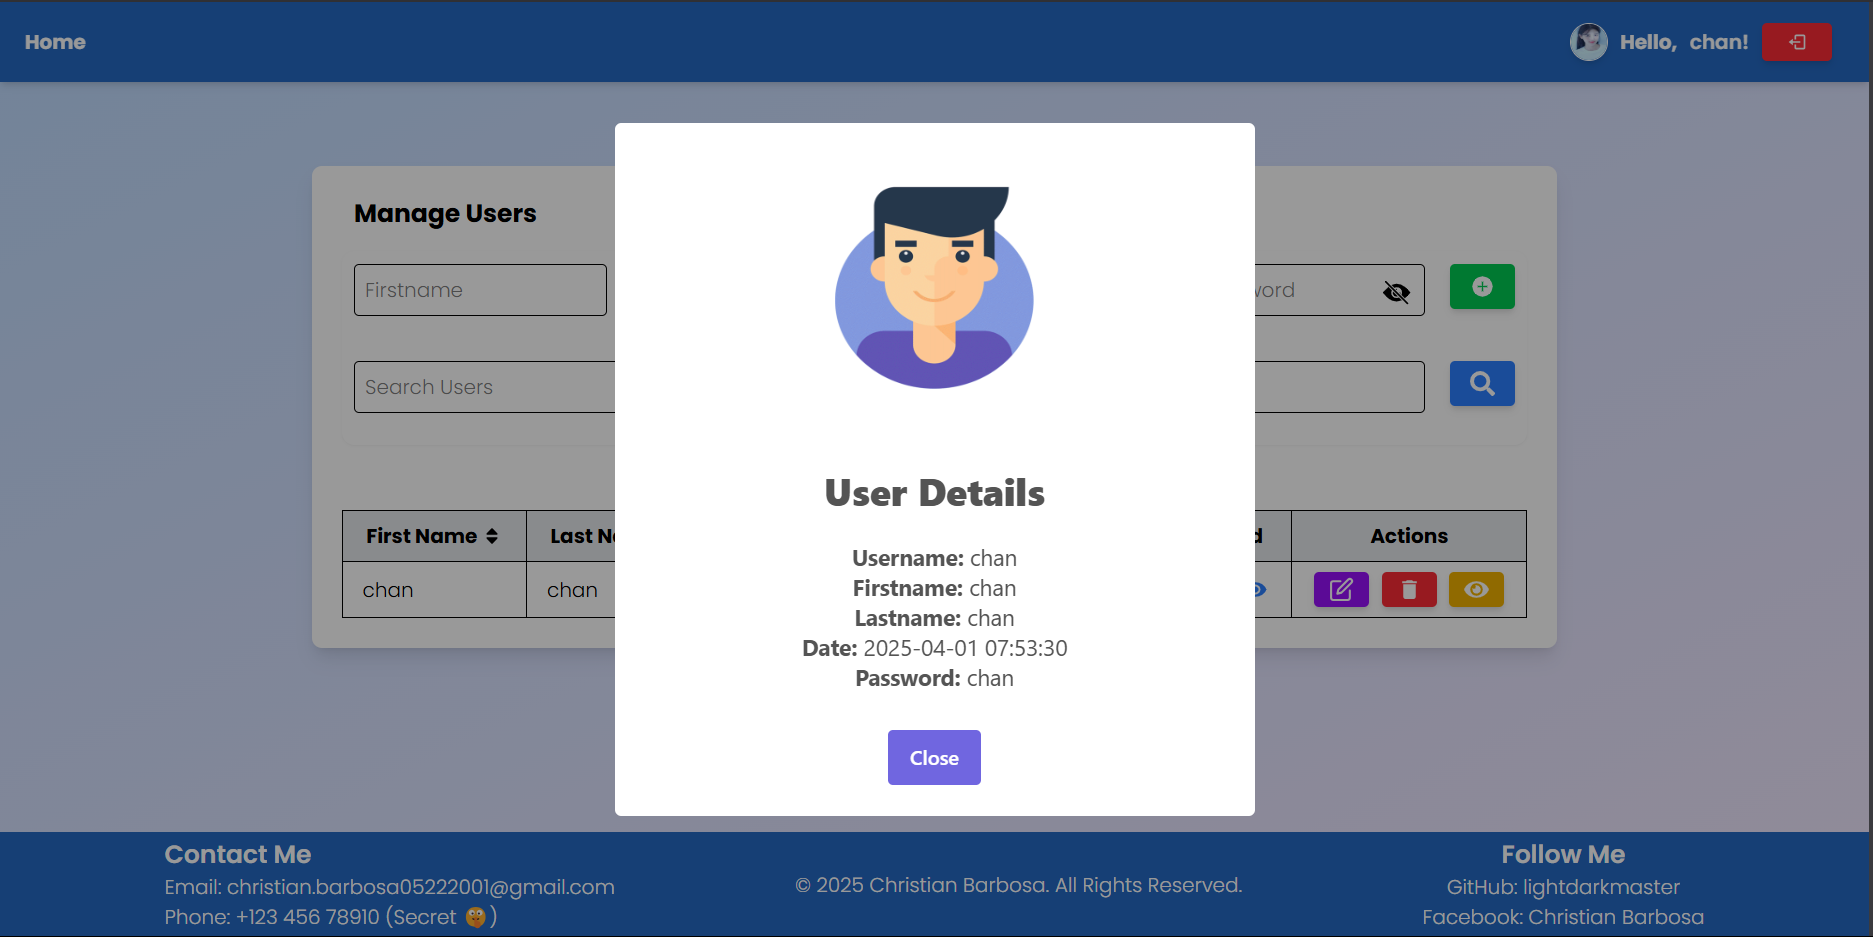 Home
Hello, chan!
Manage Users
Firstname
Search Users
First Name
Last
Actions
chan
chan
User Details
Username: chan
Firstname: chan
Lastname: chan
Date: 2025-04-01 07:53:30
Password: chan
Close
Contact Me
Email: christian.barbosa05222001@gmail.com
Phone: +123 456 78910 (Secret 🤫)
© 2025 Christian Barbosa. All Rights Reserved.
Follow Me
GitHub: lightdarkmaster
Facebook: Christian Barbosa